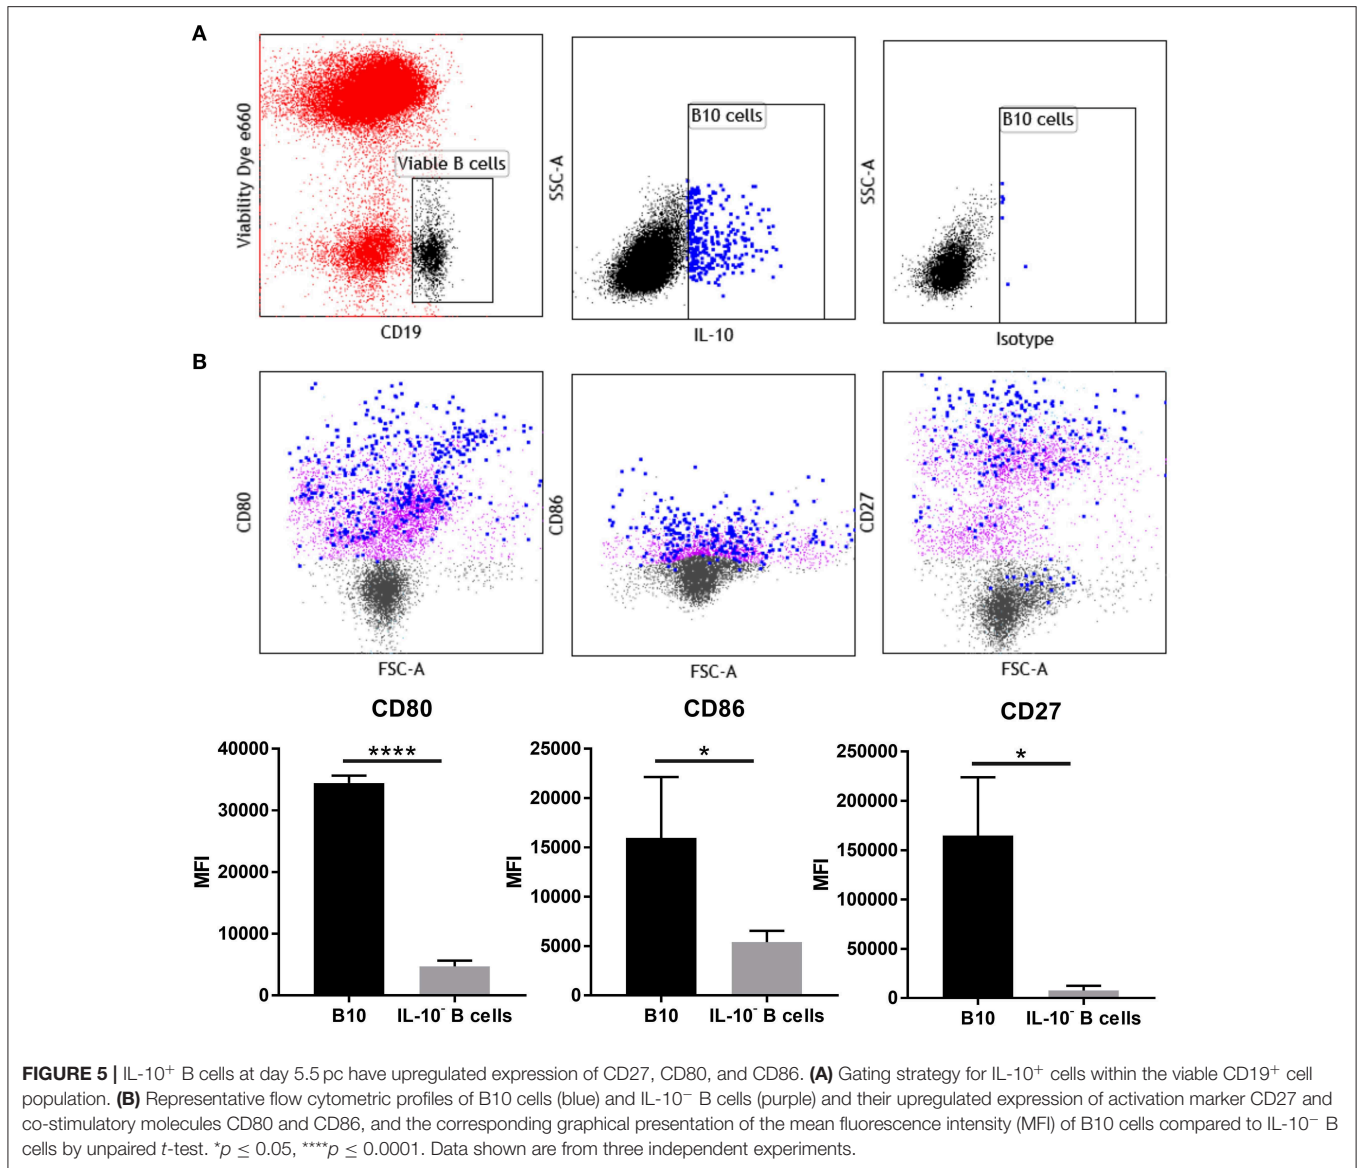 A
Viability Dye e660
Viable B cells
CD19
SSC-A
B10 cells
IL-10
SSC-A
B10 cells
Isotype
B
CD80
FSC-A
CD86
FSC-A
CD27
FSC-A
CD80
MFI
40000
30000
20000
10000
0
****
B10 IL-10⁻ B cells
CD86
MFI
25000
20000
15000
10000
5000
0
*
B10 IL-10⁻ B cells
CD27
MFI
250000
200000
150000
100000
50000
0
*
B10 IL-10⁻ B cells
FIGURE 5 | IL-10⁺ B cells at day 5.5 pc have upregulated expression of CD27, CD80, and CD86. (A) Gating strategy for IL-10⁺ cells within the viable CD19⁺ cell
population. (B) Representative flow cytometric profiles of B10 cells (blue) and IL-10⁻ B cells (purple) and their upregulated expression of activation marker CD27 and
co-stimulatory molecules CD80 and CD86, and the corresponding graphical presentation of the mean fluorescence intensity (MFI) of B10 cells compared to IL-10⁻ B
cells by unpaired t-test. *p ≤ 0.05, ****p ≤ 0.0001. Data shown are from three independent experiments.